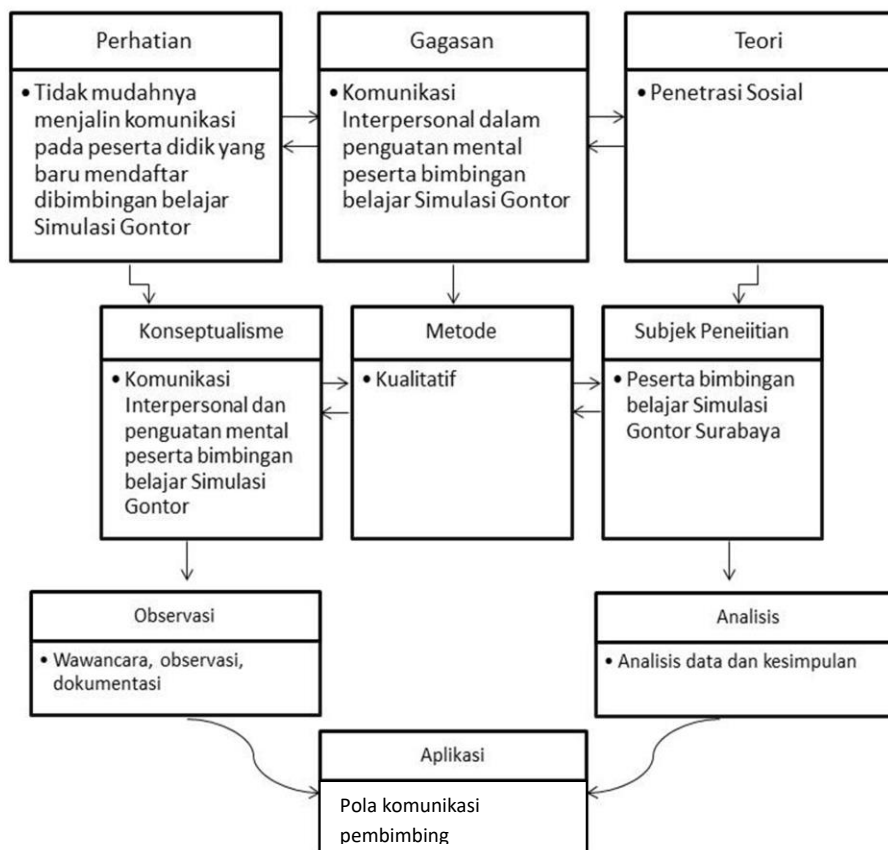 Perhatian
• Tidak mudahnya
menjalin komunikasi
pada peserta didik yang
baru mendaftar
dibimbingan belajar
Simulasi Gontor
Gagasan
• Komunikasi
Interpersonal dalam
penguatan mental
peserta bimbingan
belajar Simulasi Gontor
Teori
• Penetrasi Sosial
Konseptualisme
• Komunikasi
Interpersonal dan
penguatan mental
peserta bimbingan
belajar Simulasi
Gontor
Metode
• Kualitatif
Subjek Peneiitian
• Peserta bimbingan
belajar Simulasi
Gontor Surabaya
Observasi
• Wawancara, observasi,
dokumentasi
Analisis
• Analisis data dan kesimpulan
Aplikasi
Pola komunikasi
pembimbing